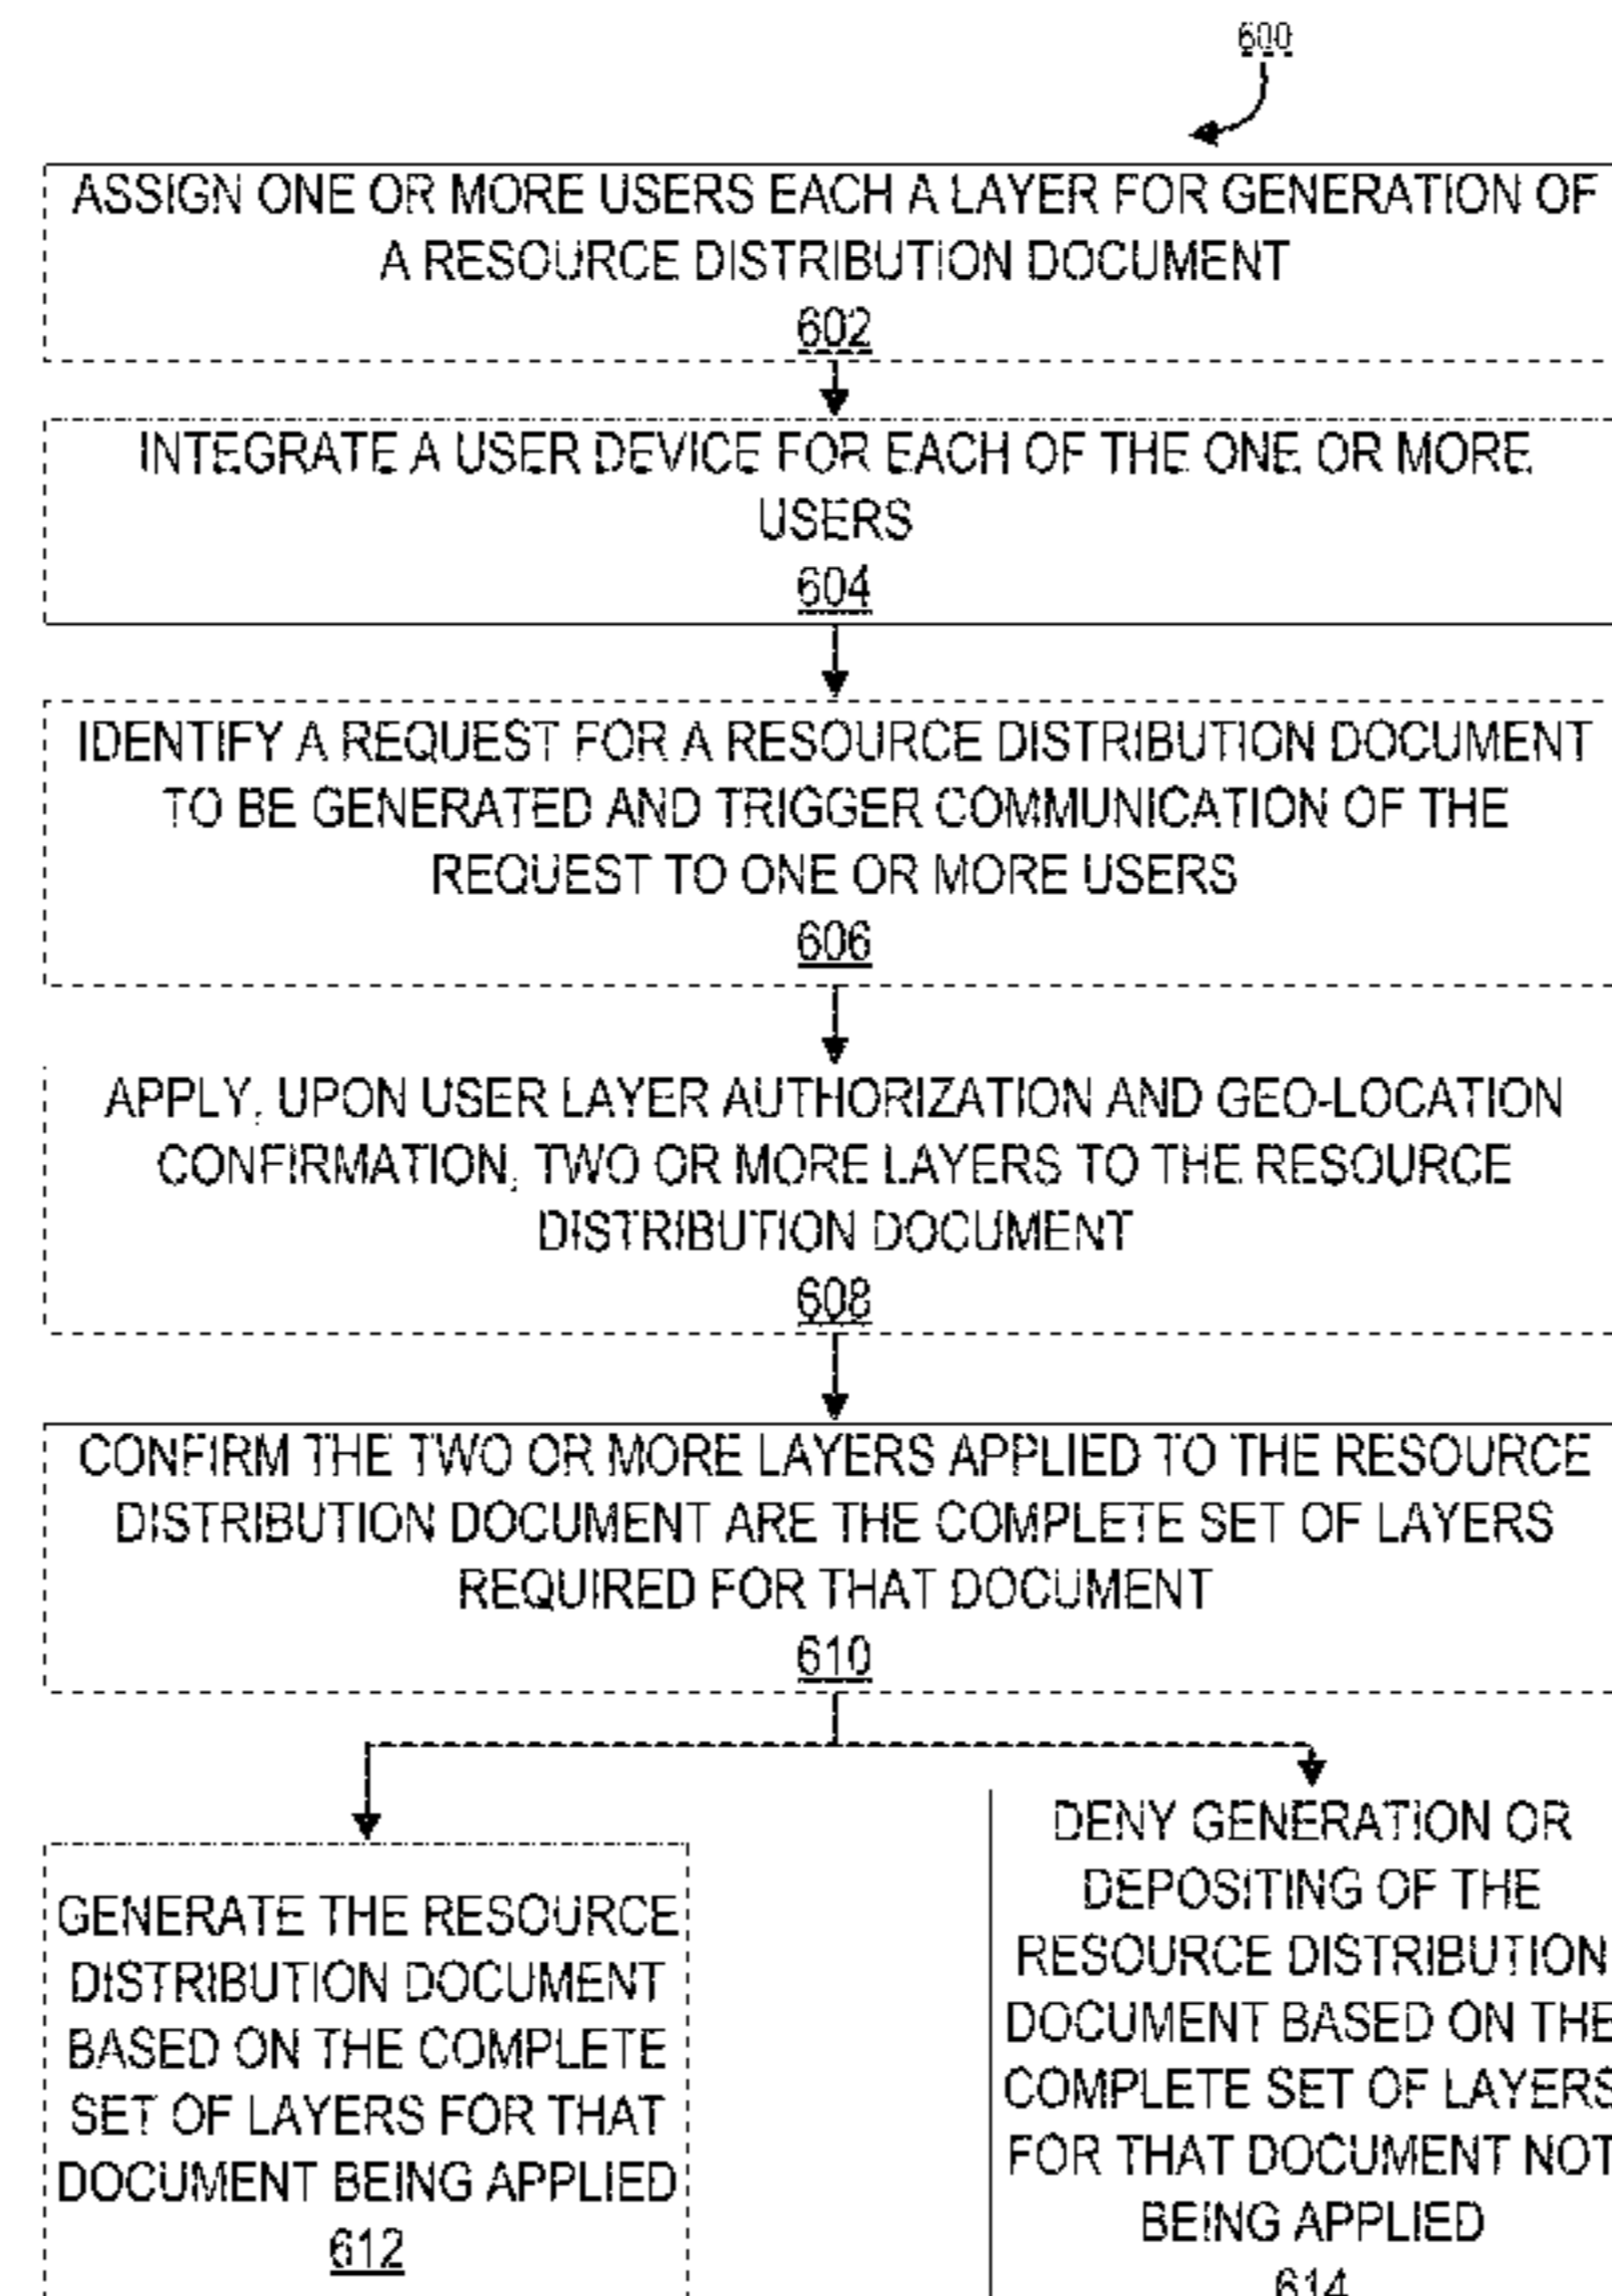 600
ASSIGN ONE OR MORE USERS EACH A LAYER FOR GENERATION OF
A RESOURCE DISTRIBUTION DOCUMENT
602
INTEGRATE A USER DEVICE FOR EACH OF THE ONE OR MORE
USERS
604
IDENTIFY A REQUEST FOR A RESOURCE DISTRIBUTION DOCUMENT
TO BE GENERATED AND TRIGGER COMMUNICATION OF THE
REQUEST TO ONE OR MORE USERS
606
APPLY, UPON USER LAYER AUTHORIZATION AND GEO-LOCATION
CONFIRMATION, TWO OR MORE LAYERS TO THE RESOURCE
DISTRIBUTION DOCUMENT
608
CONFIRM THE TWO OR MORE LAYERS APPLIED TO THE RESOURCE
DISTRIBUTION DOCUMENT ARE THE COMPLETE SET OF LAYERS
REQUIRED FOR THAT DOCUMENT
610
GENERATE THE RESOURCE
DISTRIBUTION DOCUMENT
BASED ON THE COMPLETE
SET OF LAYERS FOR THAT
DOCUMENT BEING APPLIED
612
DENY GENERATION OR
DEPOSITING OF THE
RESOURCE DISTRIBUTION
DOCUMENT BASED ON THE
COMPLETE SET OF LAYERS
FOR THAT DOCUMENT NOT
BEING APPLIED
614